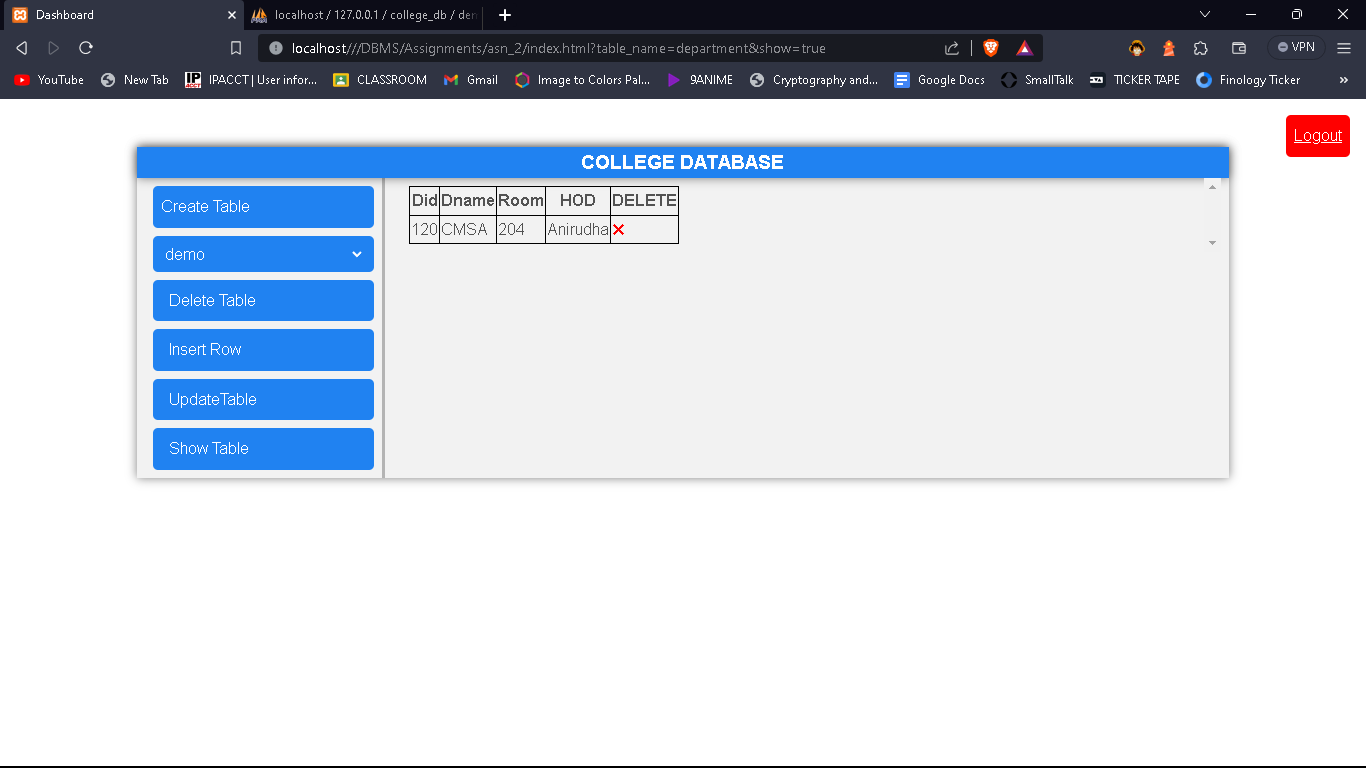 Dashboard
localhost / 127.0.0.1 / college_db / der
localhost///DBMS/Assignments/asn_2/index.html?table_name=department&show=true
VPN
YouTube
New Tab
IPACCT | User infor...
CLASSROOM
Gmail
Image to Colors Pal...
9ANIME
Cryptography and...
Google Docs
SmallTalk
TICKER TAPE
Finology Ticker
»
Logout
COLLEGE DATABASE
Create Table
demo
Delete Table
Insert Row
UpdateTable
Show Table
Did Dname Room HOD DELETE
120 CMSA 204 Anirudha ❌